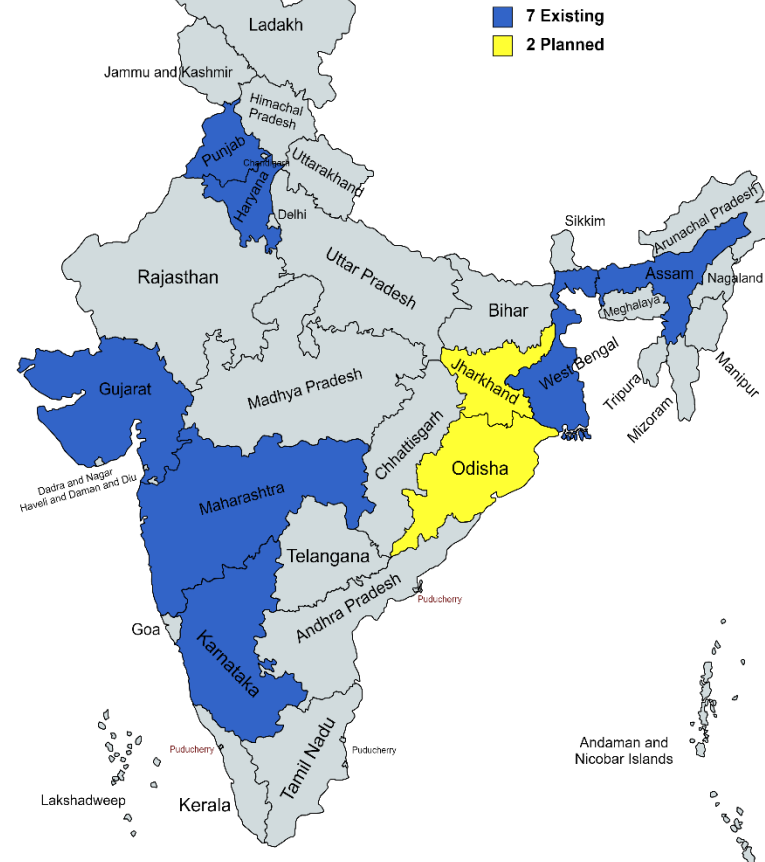 Ladakh
7 Existing
2 Planned
Jammu and Kashmir
Himachal
Pradesh
Punjab
Chandigarh
Uttarakhand
Haryana
Delhi
Sikkim
Arunachal Pradesh
Rajasthan
Uttar Pradesh
Assam
Nagaland
Bihar
Meghalaya
Gujarat
Madhya Pradesh
Jharkhand
West Bengal
Tripura
Mizoram
Manipur
Chhattisgarh
Dadra and Nagar
Haveli and Daman and Diu
Maharashtra
Odisha
Telangana
Andhra Pradesh
Puducherry
Goa
Karnataka
Puducherry
Tamil Nadu
Puducherry
Andaman and
Nicobar Islands
Lakshadweep
Kerala